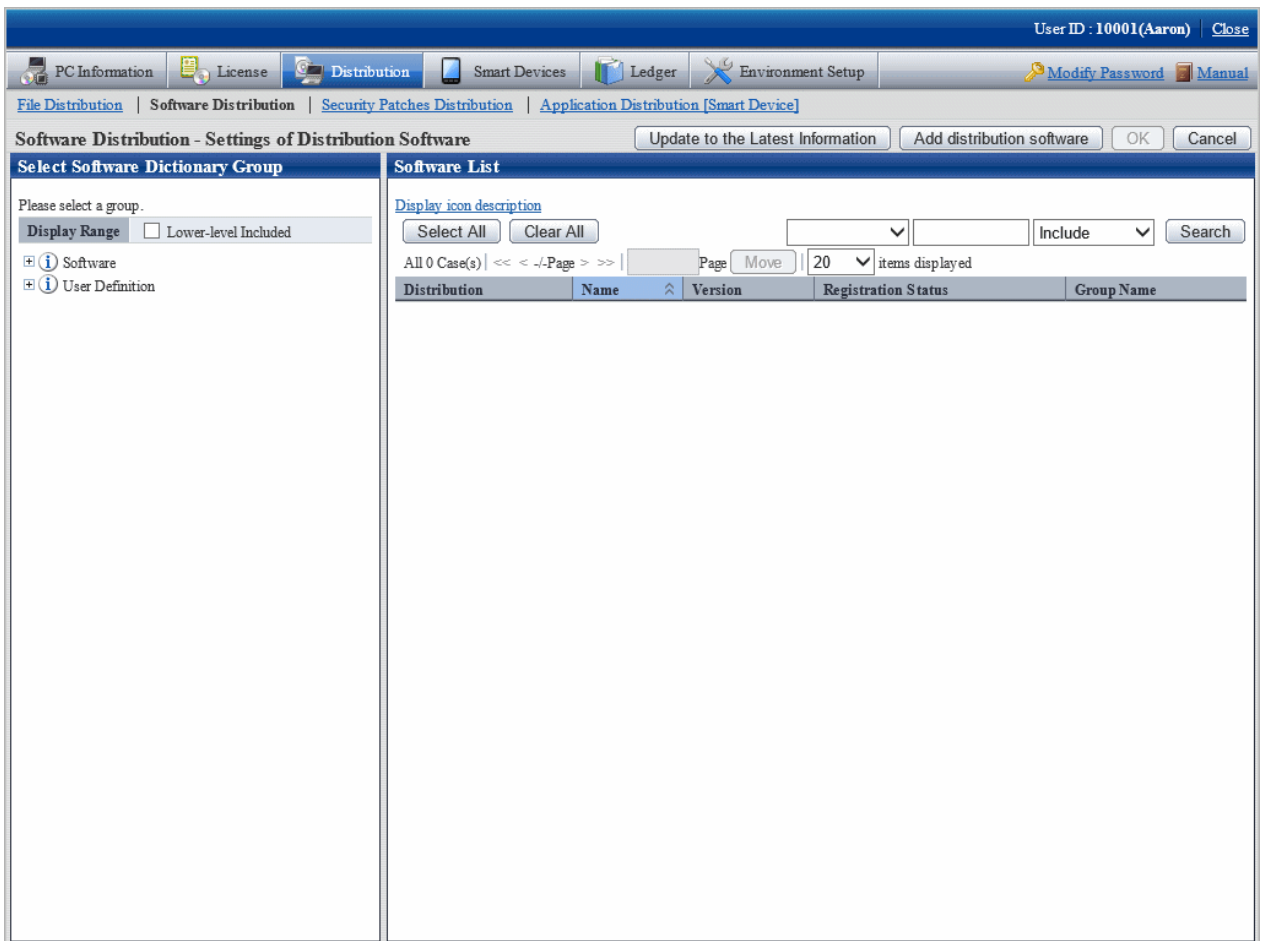 User ID : 10001(Aaron) Close
PC Information License Distribution Smart Devices Ledger Environment Setup Modify Password Manual
File Distribution | Software Distribution | Security Patches Distribution | Application Distribution [Smart Device]
Software Distribution - Settings of Distribution Software Update to the Latest Information Add distribution software OK Cancel
Select Software Dictionary Group
Please select a group.
Display Range Lower-level Included
Software
User Definition
Software List
Display icon description
Select All Clear All Include Search
All 0 Case(s) | << < -/-Page > >> | Page Move | 20 items displayed
Distribution Name Version Registration Status Group Name